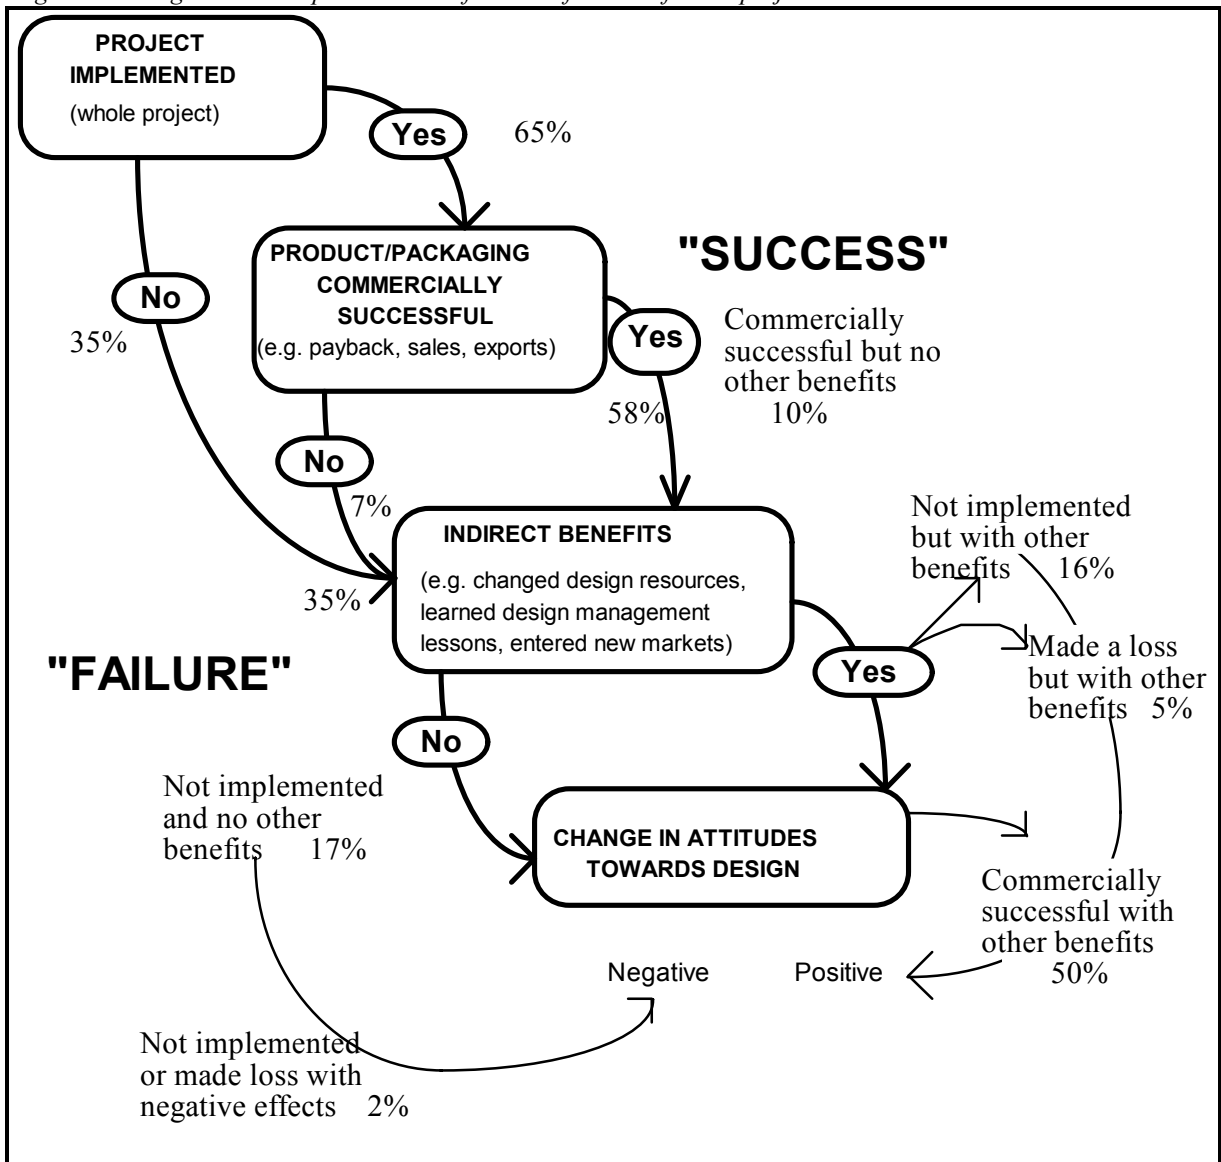 PROJECT
IMPLEMENTED
(whole project)
Yes
65%
PRODUCT/PACKAGING
COMMERCIALLY
SUCCESSFUL
(e.g. payback, sales, exports)
"SUCCESS"
No
35%
Yes
58%
Commercially
successful but no
other benefits
10%
No
7%
35%
INDIRECT BENEFITS
(e.g. changed design resources,
learned design management
lessons, entered new markets)
Not implemented
but with other
benefits 16%
"FAILURE"
Yes
Made a loss
but with other
benefits 5%
No
Not implemented
and no other
benefits 17%
CHANGE IN ATTITUDES
TOWARDS DESIGN
Commercially
successful with
other benefits
50%
Negative
Positive
Not implemented
or made loss with
negative effects 2%